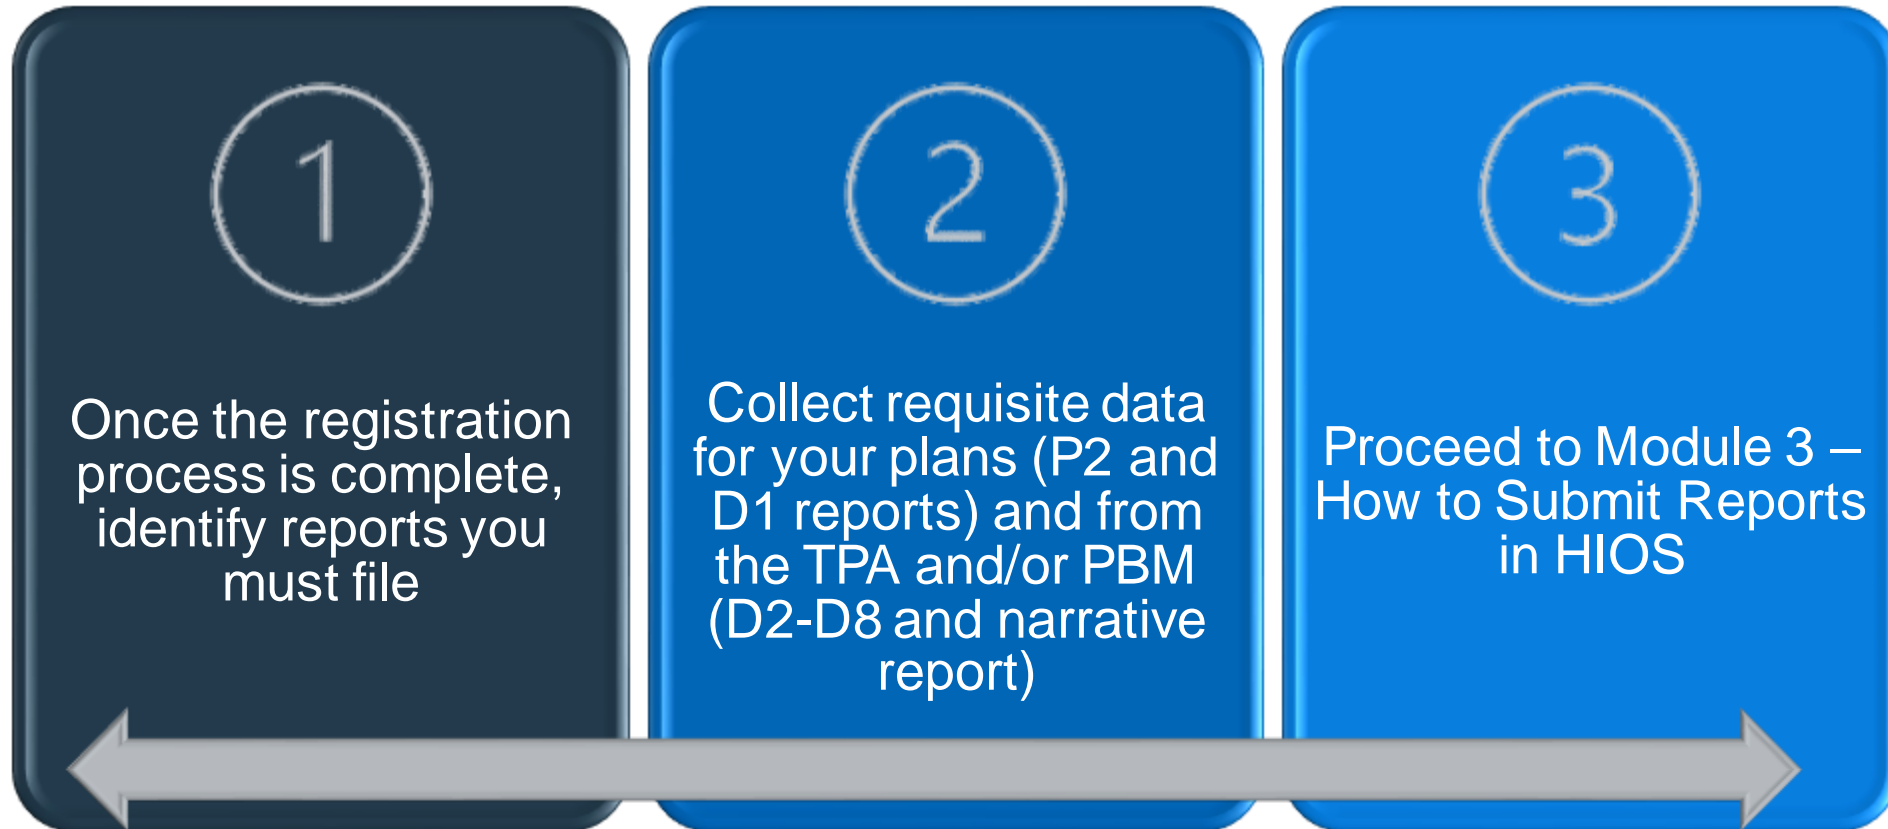 1
Once the registration
process is complete,
identify reports you
must file
2
Collect requisite data
for your plans (P2 and
D1 reports) and from
the TPA and/or PBM
(D2-D8 and narrative
report)
3
Proceed to Module 3 –
How to Submit Reports
in HIOS